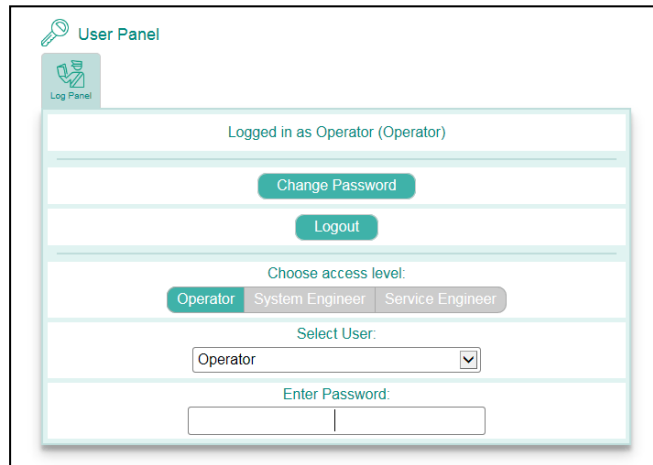 User Panel
Log Panel
Logged in as Operator (Operator)
Change Password
Logout
Choose access level:
Operator System Engineer Service Engineer
Select User:
Operator
Enter Password: